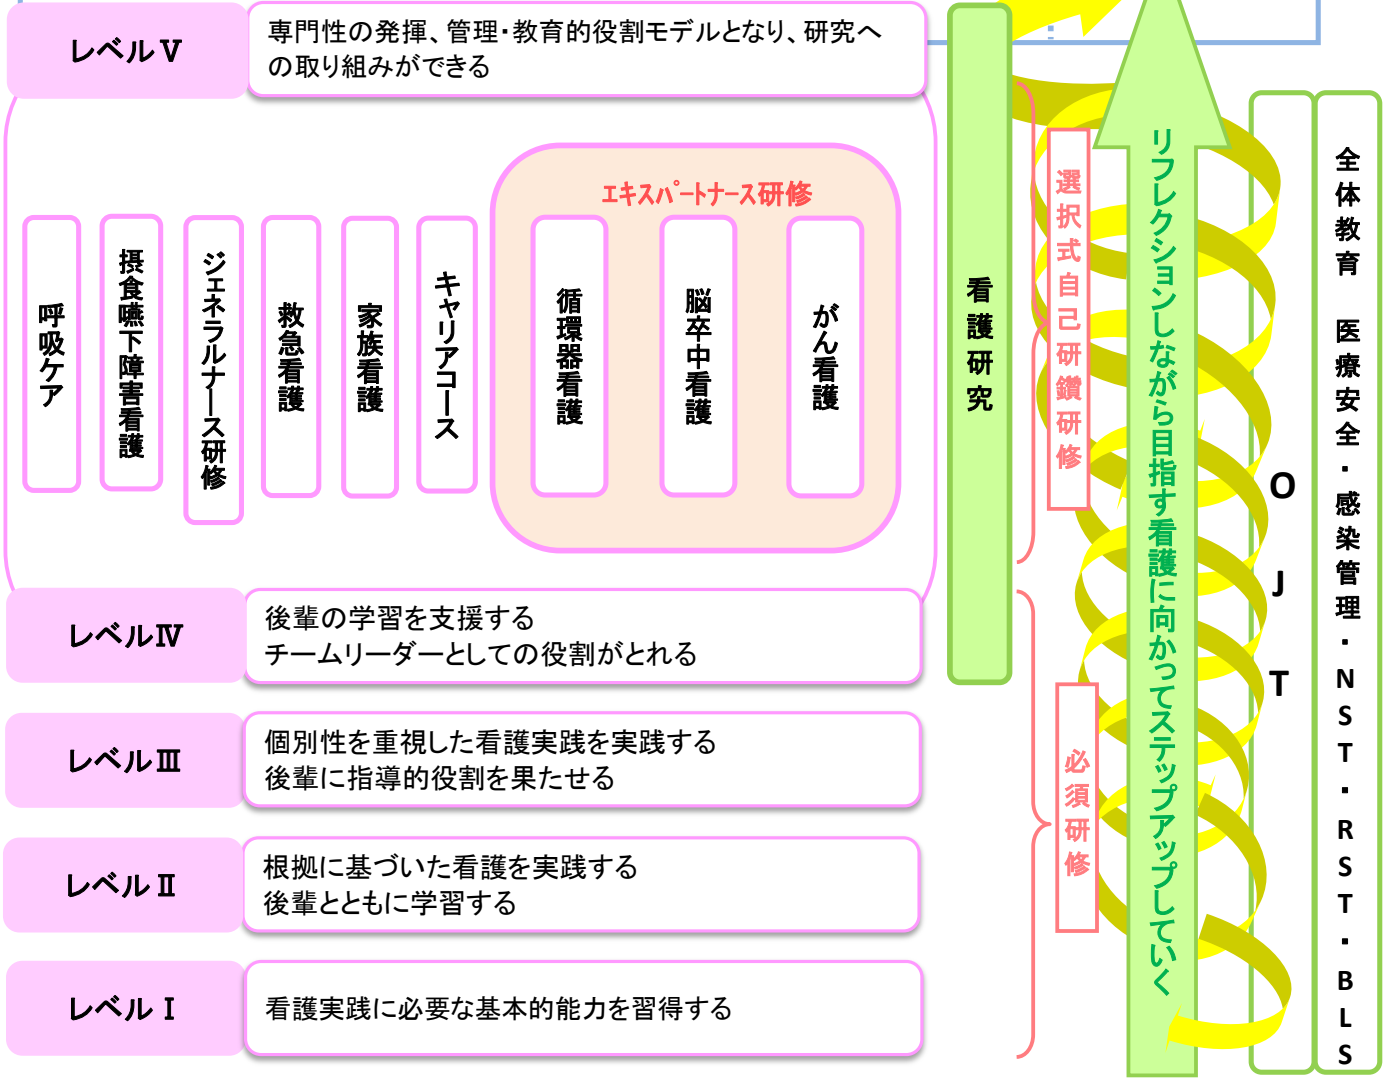 レベルⅤ
専門性の発揮、管理・教育的役割モデルとなり、研究へ
の取り組みができる
エキスパートナース研修
呼吸ケア
摂食嚥下障害看護
ジェネラルナース研修
救急看護
家族看護
キャリアコース
循環器看護
脳卒中看護
がん看護
レベルⅣ
後輩の学習を支援する
チームリーダーとしての役割がとれる
レベルⅢ
個別性を重視した看護実践を実践する
後輩に指導的役割を果たせる
レベルⅡ
根拠に基づいた看護を実践する
後輩とともに学習する
レベルⅠ
看護実践に必要な基本的能力を習得する
看護研究
選択式自己研鑽研修
必須研修
リフレクションしながら目指す看護に向かってステップアップしていく
OJT
全体教育　医療安全・感染管理・NST・RST・BLS